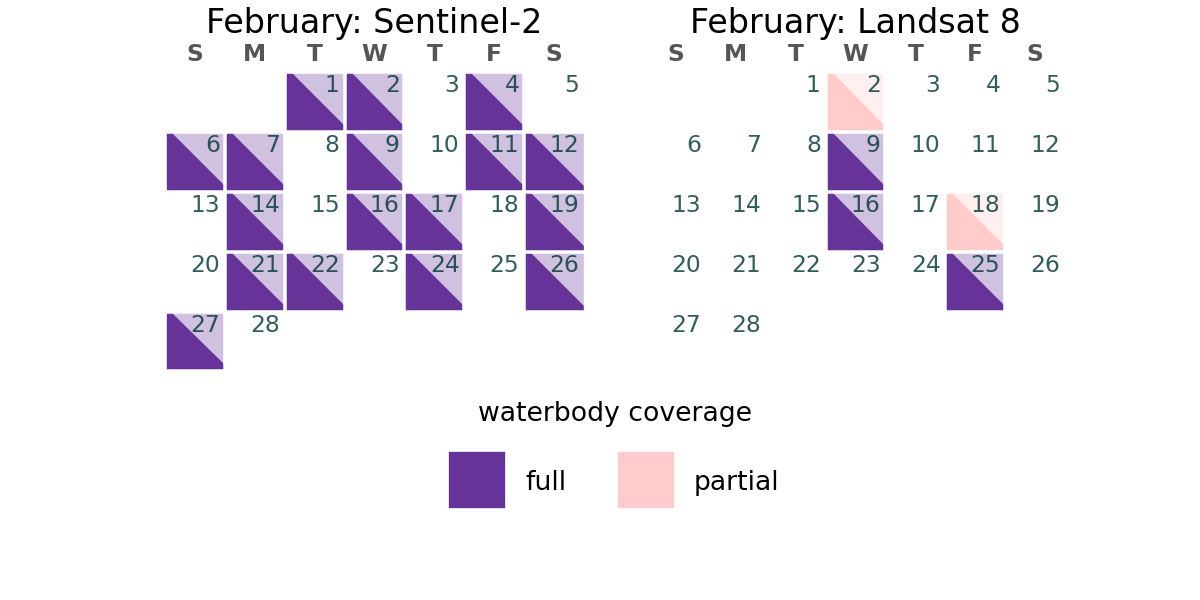 February: Sentinel-2
S M T W T F S
1 2 3 4 5
6 7 8 9 10 11 12
13 14 15 16 17 18 19
20 21 22 23 24 25 26
27 28
February: Landsat 8
S M T W T F S
1 2 3 4 5
6 7 8 9 10 11 12
13 14 15 16 17 18 19
20 21 22 23 24 25 26
27 28
waterbody coverage
full
partial